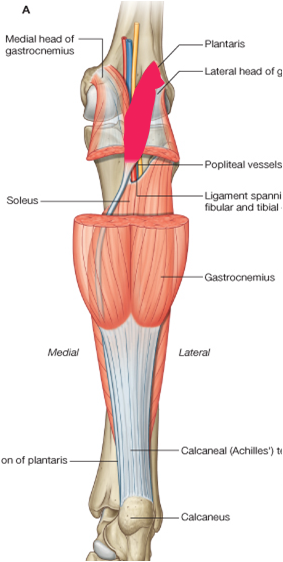 A
Medial head of
gastrocnemius
Plantaris
Lateral head of g
Popliteal vessels
Soleus
Ligament spanni
fibular and tibial
Gastrocnemius
Medial
Lateral
Calcaneal (Achilles') te
on of plantaris
Calcaneus